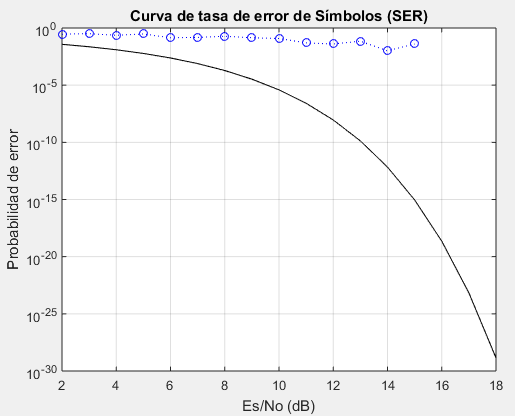 Curva de tasa de error de Símbolos (SER)
Probabilidad de error
10^0
10^-5
10^-10
10^-15
10^-20
10^-25
10^-30
2 4 6 8 10 12 14 16 18
Es/No (dB)